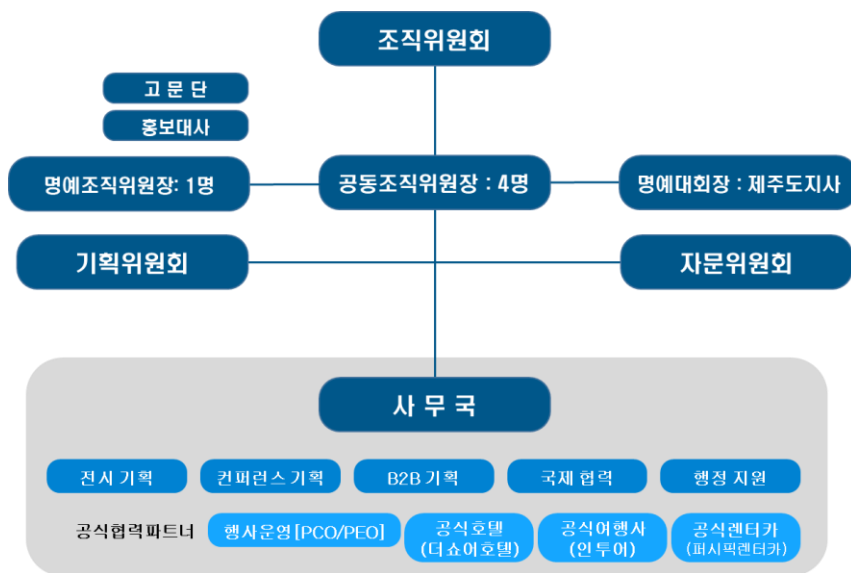 조직위원회
고 문 단
홍보대사
명예조직위원장: 1명
공동조직위원장 : 4명
명예대회장 : 제주도지사
기획위원회
자문위원회
사 무 국
전시 기획
컨퍼런스 기획
B2B 기획
국제 협력
행정 지원
공식협력파트너
행사운영[PCO/PEO]
공식호텔
(더쇼어호텔)
공식여행사
(인투어)
공식렌터카
(퍼시픽렌터카)